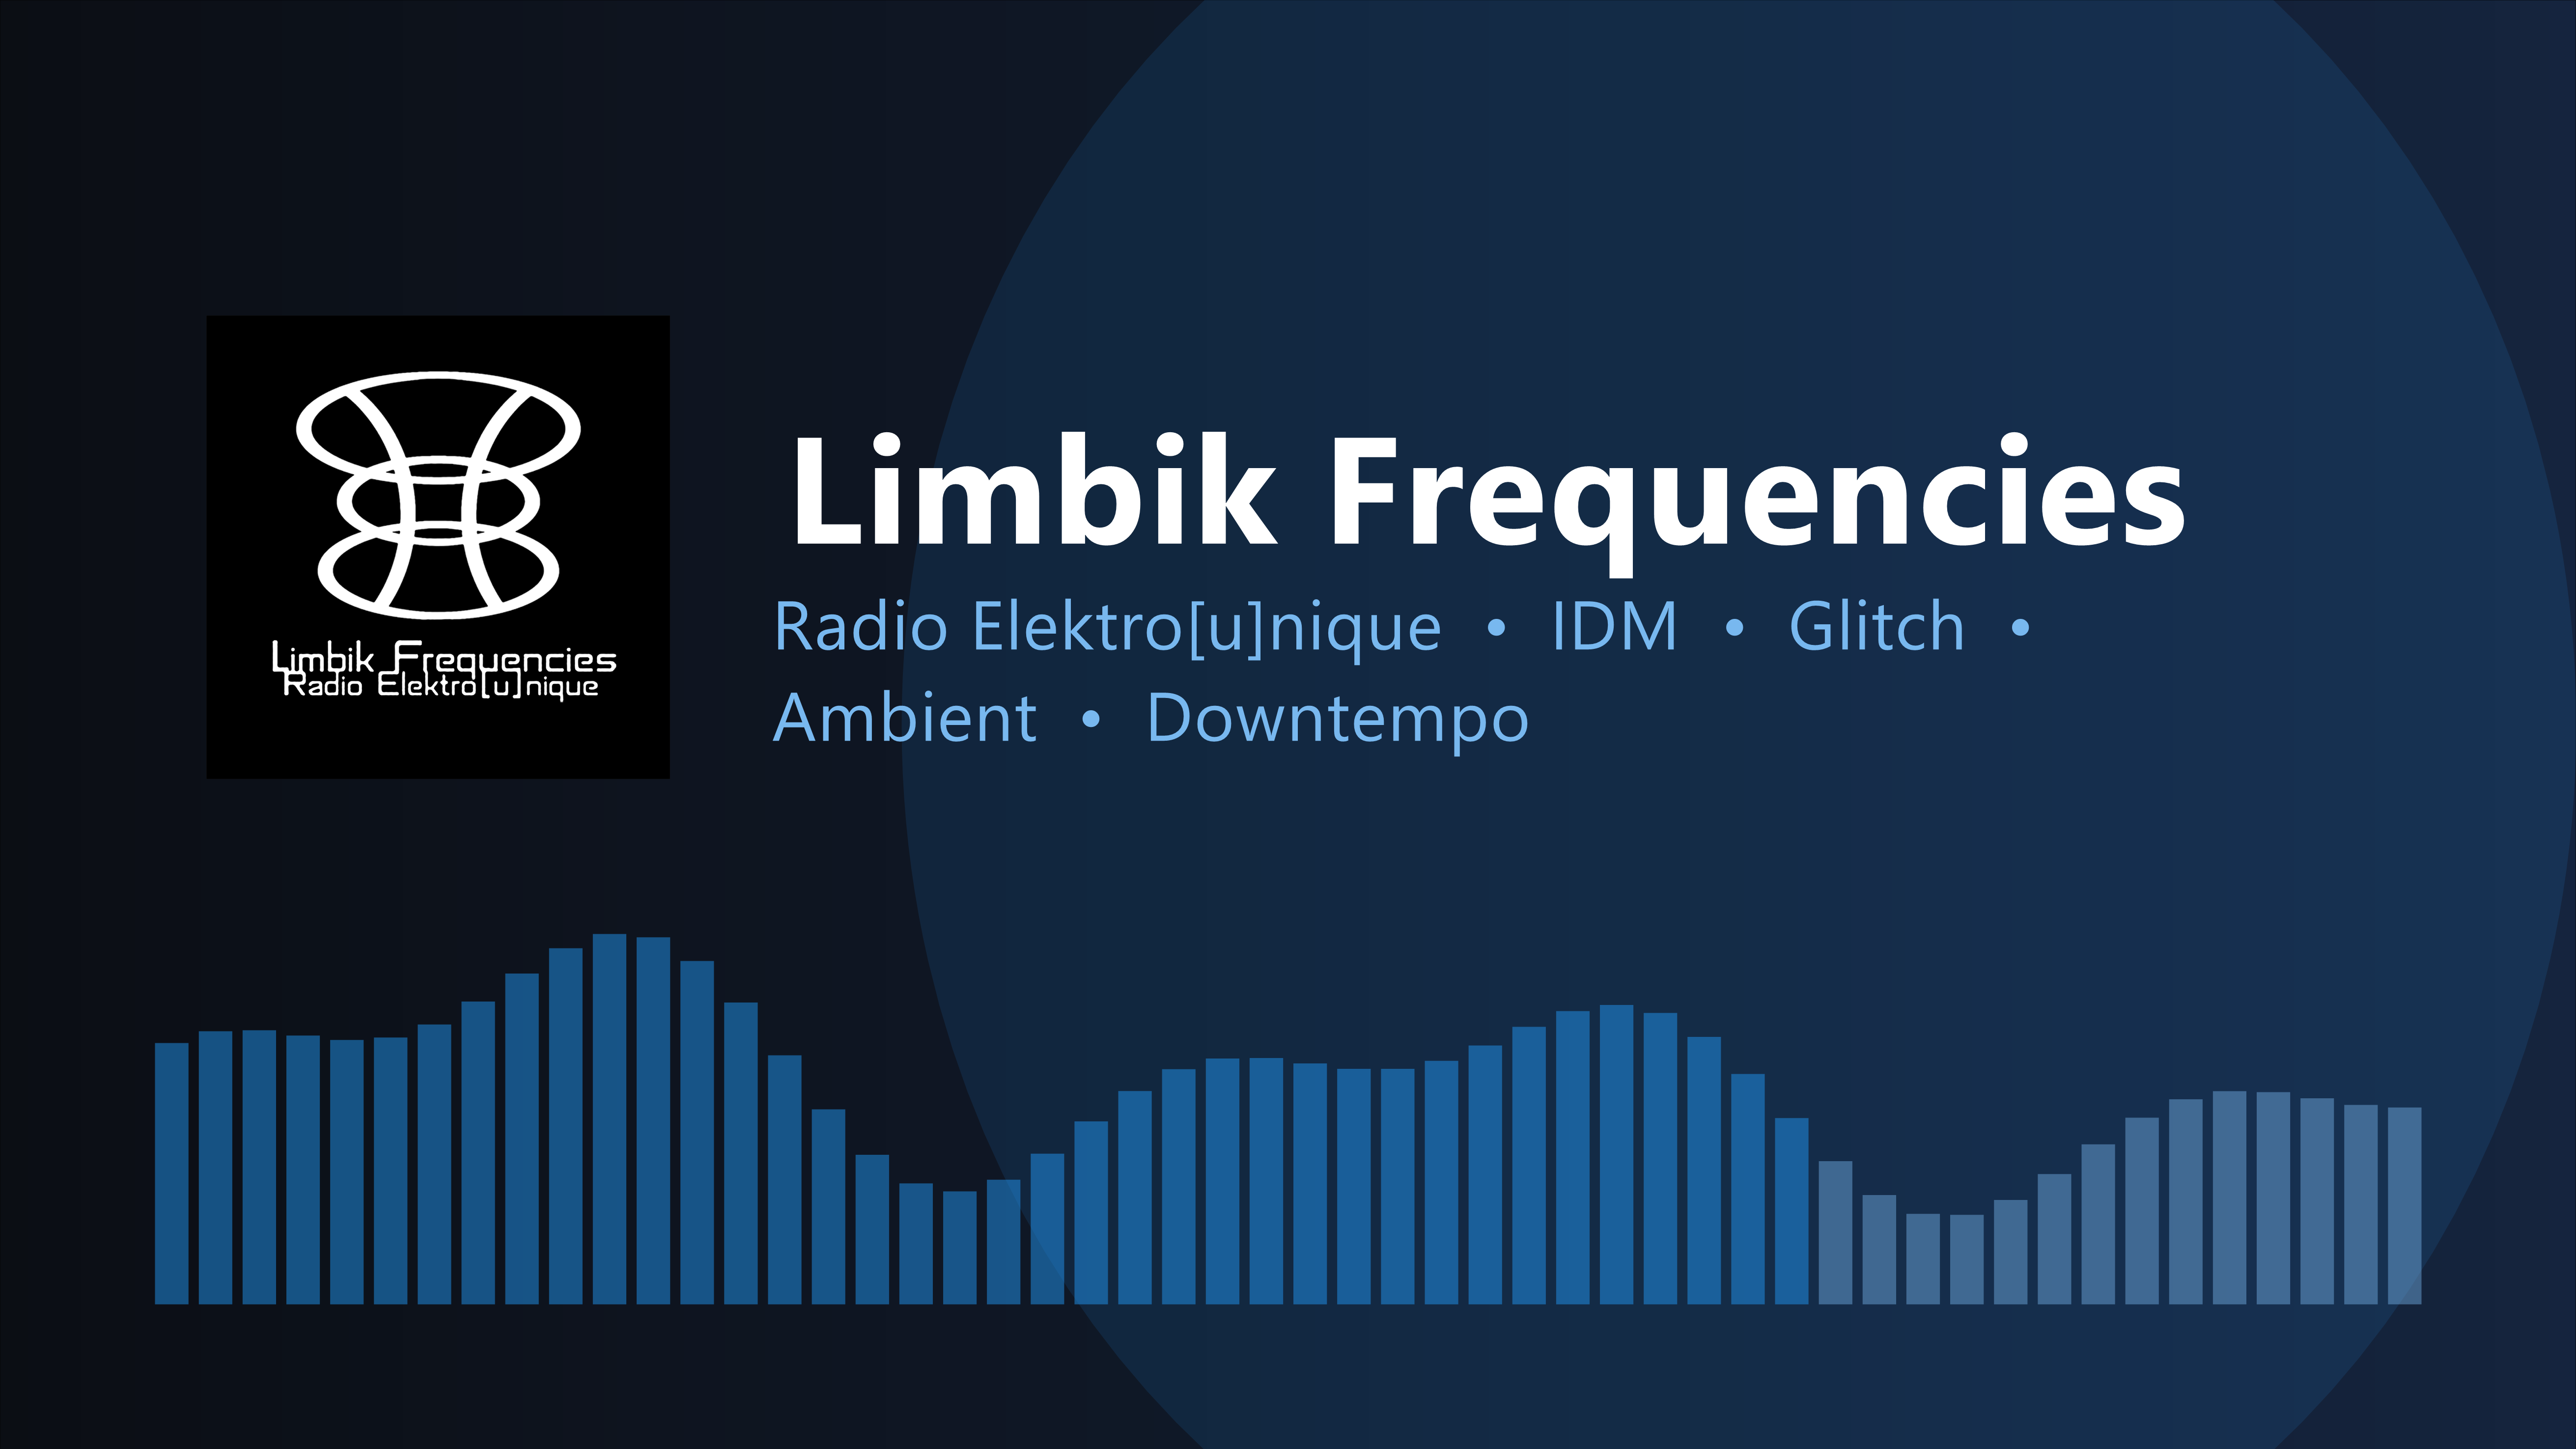 Limbik Frequencies
Radio Elektro[u]nique
Limbik Frequencies
Radio Elektro[u]nique • IDM • Glitch •
Ambient • Downtempo